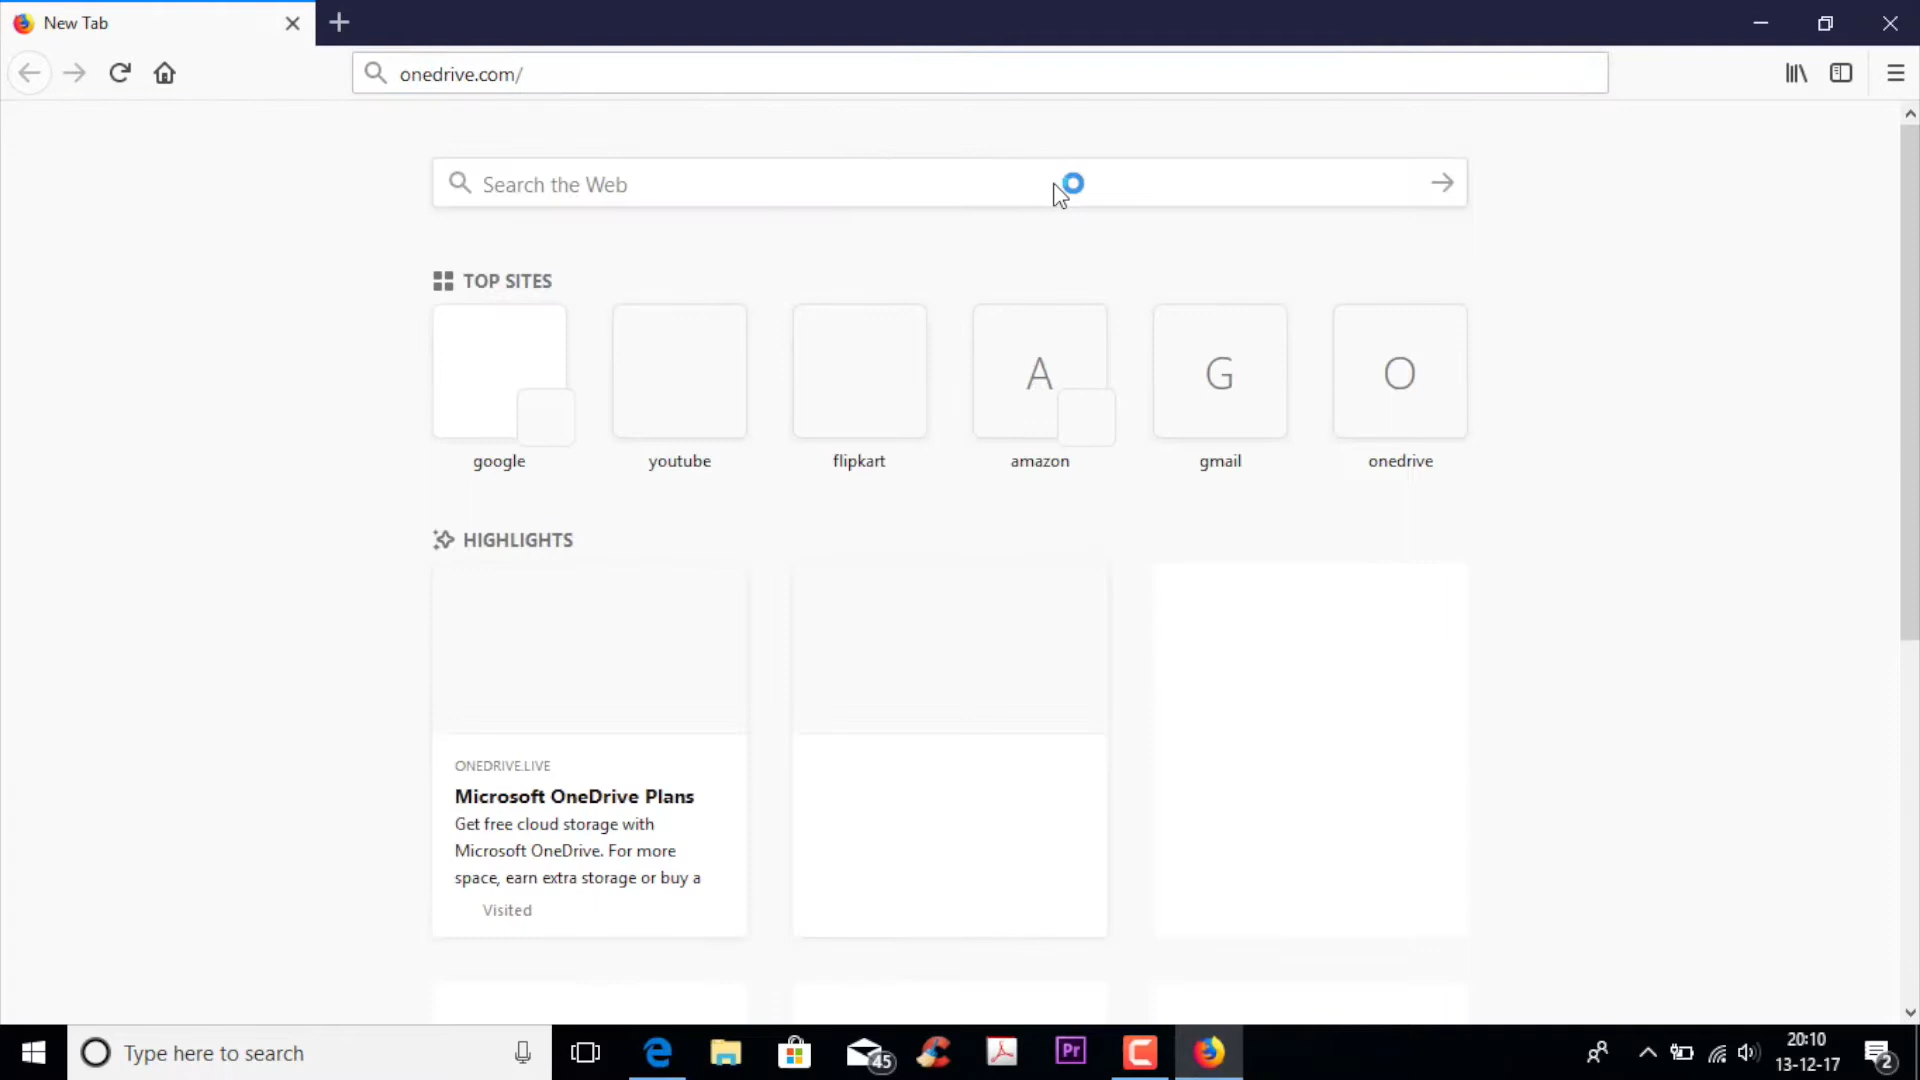 New Tab
onedrive.com/
Search the Web
TOP SITES
A
G
O
google
youtube
flipkart
amazon
gmail
onedrive
HIGHLIGHTS
ONEDRIVE.LIVE
Microsoft OneDrive Plans
Get free cloud storage with
Microsoft OneDrive. For more
space, earn extra storage or buy a
Visited
Type here to search
45
Pr
20:10
13-12-17
2